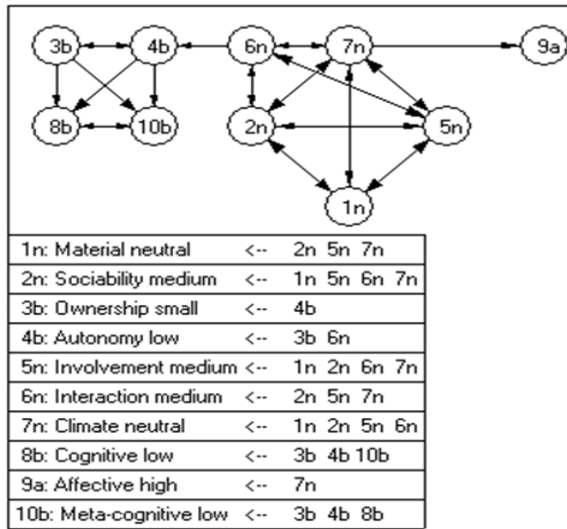 3b 4b 6n 7n 9a
8b 10b 2n 5n
1n
1n: Material neutral <-- 2n 5n 7n
2n: Sociability medium <-- 1n 5n 6n 7n
3b: Ownership small <-- 4b
4b: Autonomy low <-- 3b 6n
5n: Involvement medium <-- 1n 2n 6n 7n
6n: Interaction medium <-- 2n 5n 7n
7n: Climate neutral <-- 1n 2n 5n 6n
8b: Cognitive low <-- 3b 4b 10b
9a: Affective high <-- 7n
10b: Meta-cognitive low <-- 3b 4b 8b